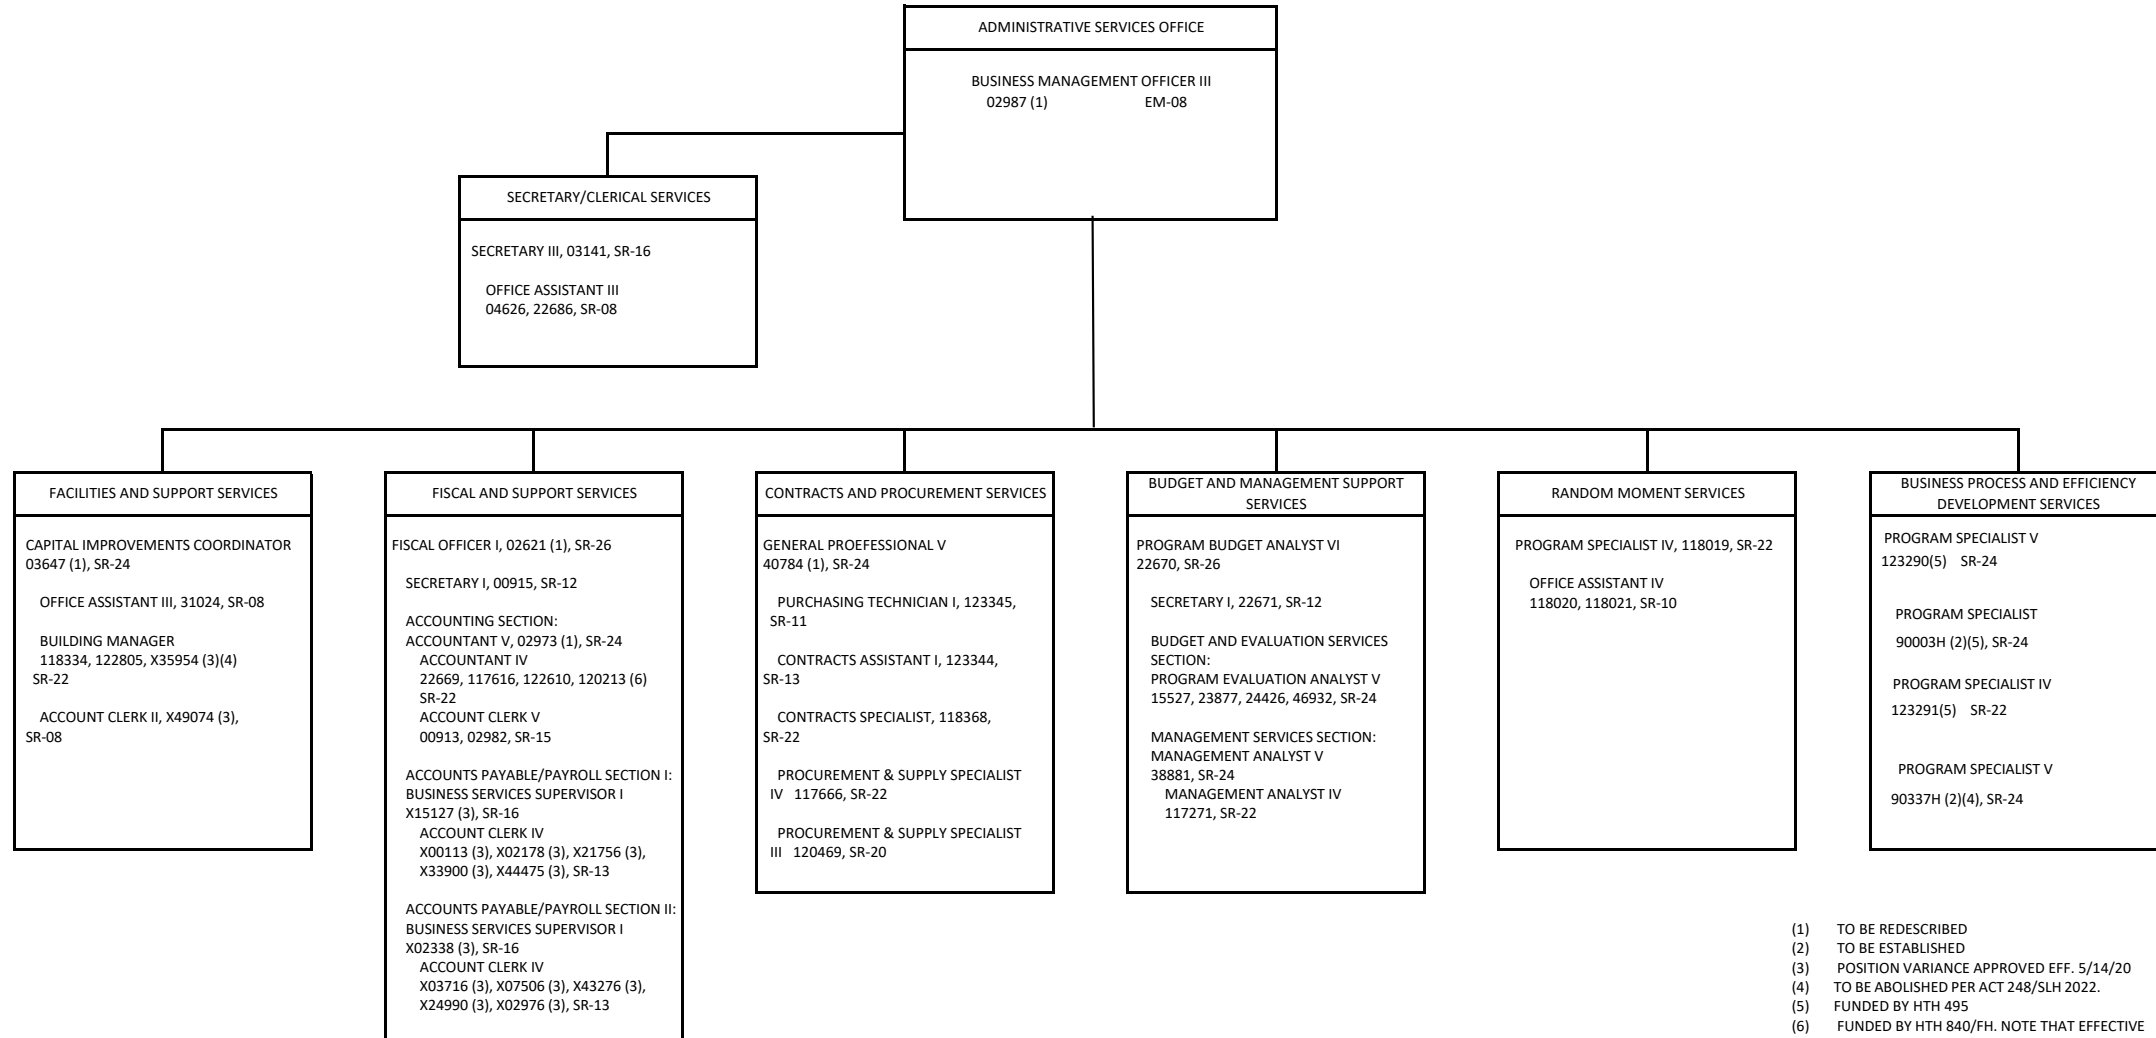 ADMINISTRATIVE SERVICES OFFICE
BUSINESS MANAGEMENT OFFICER III
02987 (1) EM-08
SECRETARY/CLERICAL SERVICES
SECRETARY III, 03141, SR-16
OFFICE ASSISTANT III
04626, 22686, SR-08
FACILITIES AND SUPPORT SERVICES
CAPITAL IMPROVEMENTS COORDINATOR
03647 (1), SR-24
OFFICE ASSISTANT III, 31024, SR-08
BUILDING MANAGER
118334, 122805, X35954 (3)(4)
SR-22
ACCOUNT CLERK II, X49074 (3),
SR-08
FISCAL AND SUPPORT SERVICES
FISCAL OFFICER I, 02621 (1), SR-26
SECRETARY I, 00915, SR-12
ACCOUNTING SECTION:
ACCOUNTANT V, 02973 (1), SR-24
ACCOUNTANT IV
22669, 117616, 122610, 120213 (6)
SR-22
ACCOUNT CLERK V
00913, 02982, SR-15
ACCOUNTS PAYABLE/PAYROLL SECTION I:
BUSINESS SERVICES SUPERVISOR I
X15127 (3), SR-16
ACCOUNT CLERK IV
X00113 (3), X02178 (3), X21756 (3),
X33900 (3), X44475 (3), SR-13
ACCOUNTS PAYABLE/PAYROLL SECTION II:
BUSINESS SERVICES SUPERVISOR I
X02338 (3), SR-16
ACCOUNT CLERK IV
X03716 (3), X07506 (3), X43276 (3),
X24990 (3), X02976 (3), SR-13
CONTRACTS AND PROCUREMENT SERVICES
GENERAL PROEFESSIONAL V
40784 (1), SR-24
PURCHASING TECHNICIAN I, 123345,
SR-11
CONTRACTS ASSISTANT I, 123344,
SR-13
CONTRACTS SPECIALIST, 118368,
SR-22
PROCUREMENT & SUPPLY SPECIALIST
IV 117666, SR-22
PROCUREMENT & SUPPLY SPECIALIST
III 120469, SR-20
BUDGET AND MANAGEMENT SUPPORT
SERVICES
PROGRAM BUDGET ANALYST VI
22670, SR-26
SECRETARY I, 22671, SR-12
BUDGET AND EVALUATION SERVICES
SECTION:
PROGRAM EVALUATION ANALYST V
15527, 23877, 24426, 46932, SR-24
MANAGEMENT SERVICES SECTION:
MANAGEMENT ANALYST V
38881, SR-24
MANAGEMENT ANALYST IV
117271, SR-22
RANDOM MOMENT SERVICES
PROGRAM SPECIALIST IV, 118019, SR-22
OFFICE ASSISTANT IV
118020, 118021, SR-10
BUSINESS PROCESS AND EFFICIENCY
DEVELOPMENT SERVICES
PROGRAM SPECIALIST V
123290(5) SR-24
PROGRAM SPECIALIST
90003H (2)(5), SR-24
PROGRAM SPECIALIST IV
123291(5) SR-22
PROGRAM SPECIALIST V
90337H (2)(4), SR-24
(1) TO BE REDESCRIBED
(2) TO BE ESTABLISHED
(3) POSITION VARIANCE APPROVED EFF. 5/14/20
(4) TO BE ABOLISHED PER ACT 248/SLH 2022.
(5) FUNDED BY HTH 495
(6) FUNDED BY HTH 840/FH. NOTE THAT EFFECTIVE